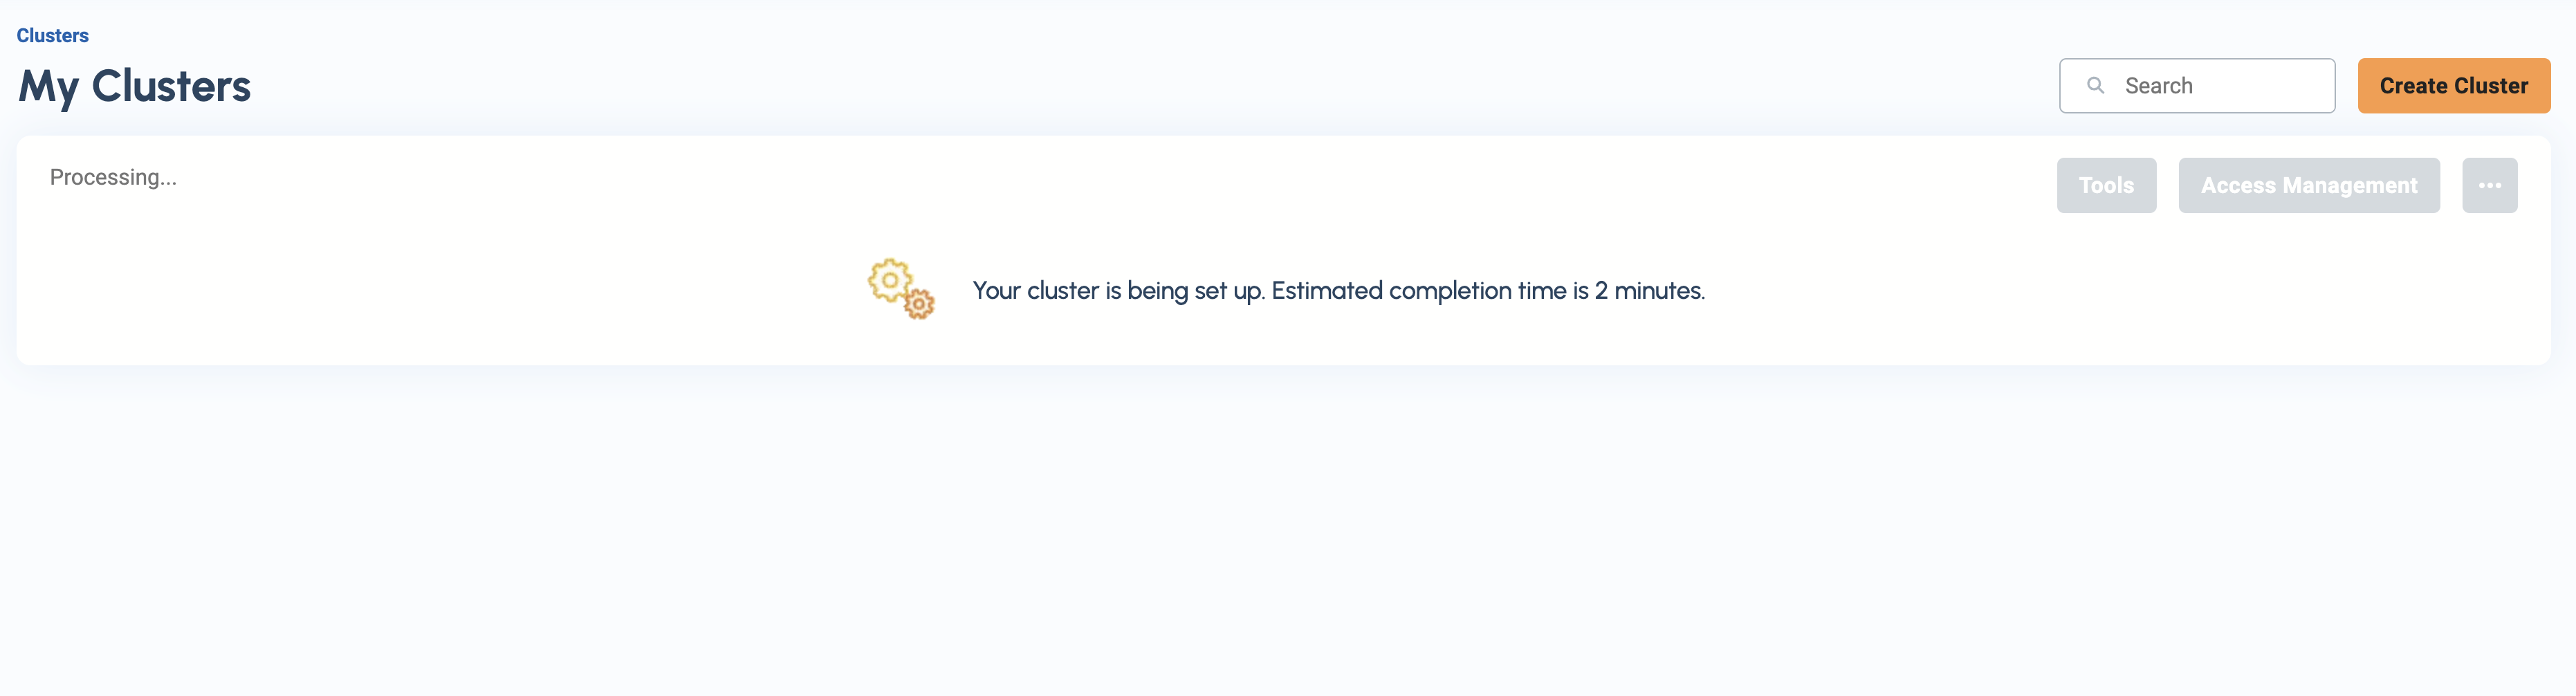 Clusters
My Clusters
Search
Create Cluster
Processing...
Tools
Access Management
Your cluster is being set up. Estimated completion time is 2 minutes.